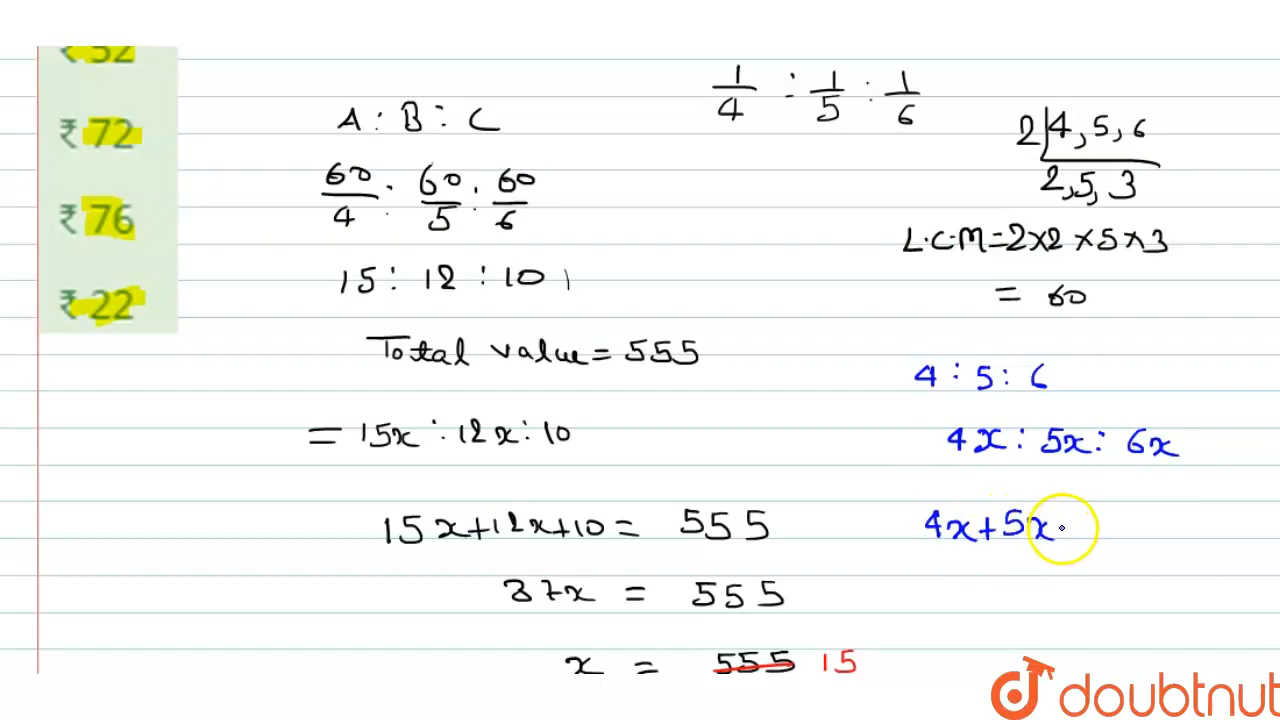 ₹ 52
₹ 72
₹ 76
₹ 22
A : B : C
60/4 : 60/5 : 60/6
15 : 12 : 10
Total value = 555
= 15x : 12x : 10
15x+12x+10 = 555
37x = 555
x = 555 15
1/4 : 1/5 : 1/6
2|4, 5, 6
2, 5, 3
L.C.M=2×2×5×3
= 60
4 : 5 : 6
4x : 5x : 6x
4x+5x
doubtnut